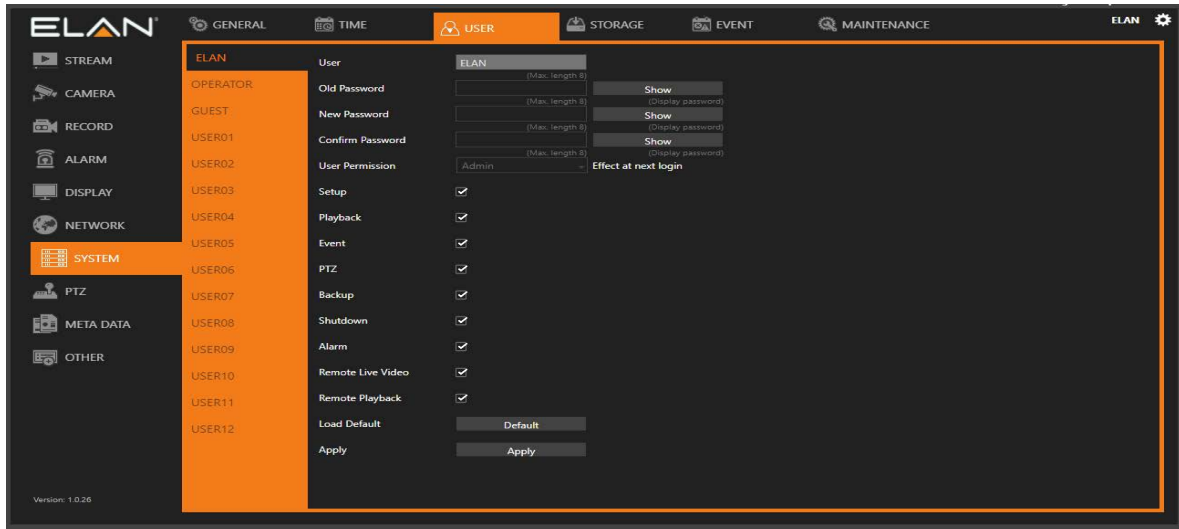 ELAN
GENERAL TIME USER STORAGE EVENT MAINTENANCE ELAN
STREAM
CAMERA
RECORD
ALARM
DISPLAY
NETWORK
SYSTEM
PTZ
META DATA
OTHER
Version: 1.0.26
ELAN
OPERATOR
GUEST
USER01
USER02
USER03
USER04
USER05
USER06
USER07
USER08
USER09
USER10
USER11
USER12
User ELAN
(Max. length 8)
Old Password Show
(Max. length 8) (Display password)
New Password Show
(Max. length 8) (Display password)
Confirm Password Show
(Max. length 8) (Display password)
User Permission Admin Effect at next login
Setup
Playback
Event
PTZ
Backup
Shutdown
Alarm
Remote Live Video
Remote Playback
Load Default Default
Apply Apply